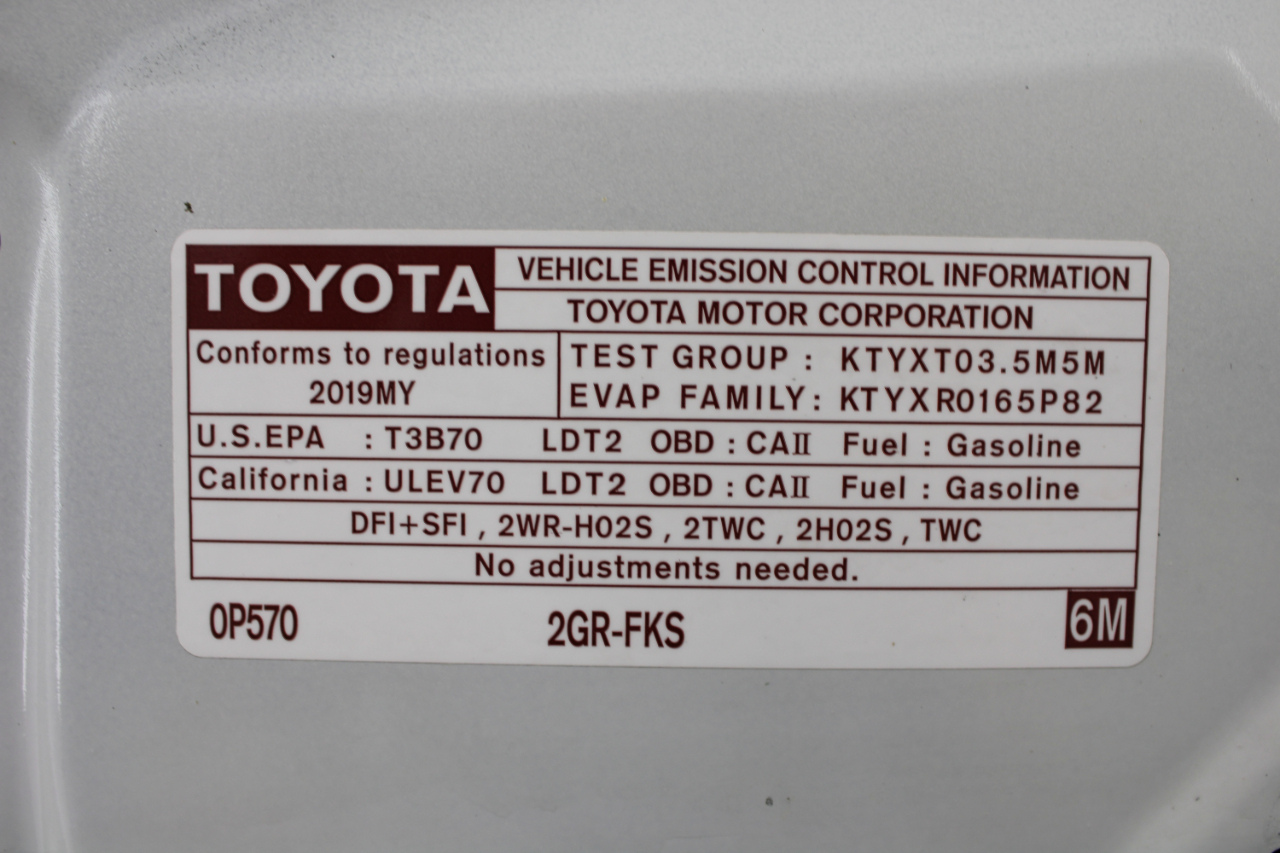 TOYOTA
VEHICLE EMISSION CONTROL INFORMATION
TOYOTA MOTOR CORPORATION
Conforms to regulations
2019MY
TEST GROUP : KTYXT03.5M5M
EVAP FAMILY: KTYXR0165P82
U.S.EPA : T3B70 LDT2 OBD : CAⅡ Fuel : Gasoline
California : ULEV70 LDT2 OBD : CAⅡ Fuel : Gasoline
DFI+SFI , 2WR-HO2S , 2TWC , 2HO2S , TWC
No adjustments needed.
0P570 2GR-FKS 6M